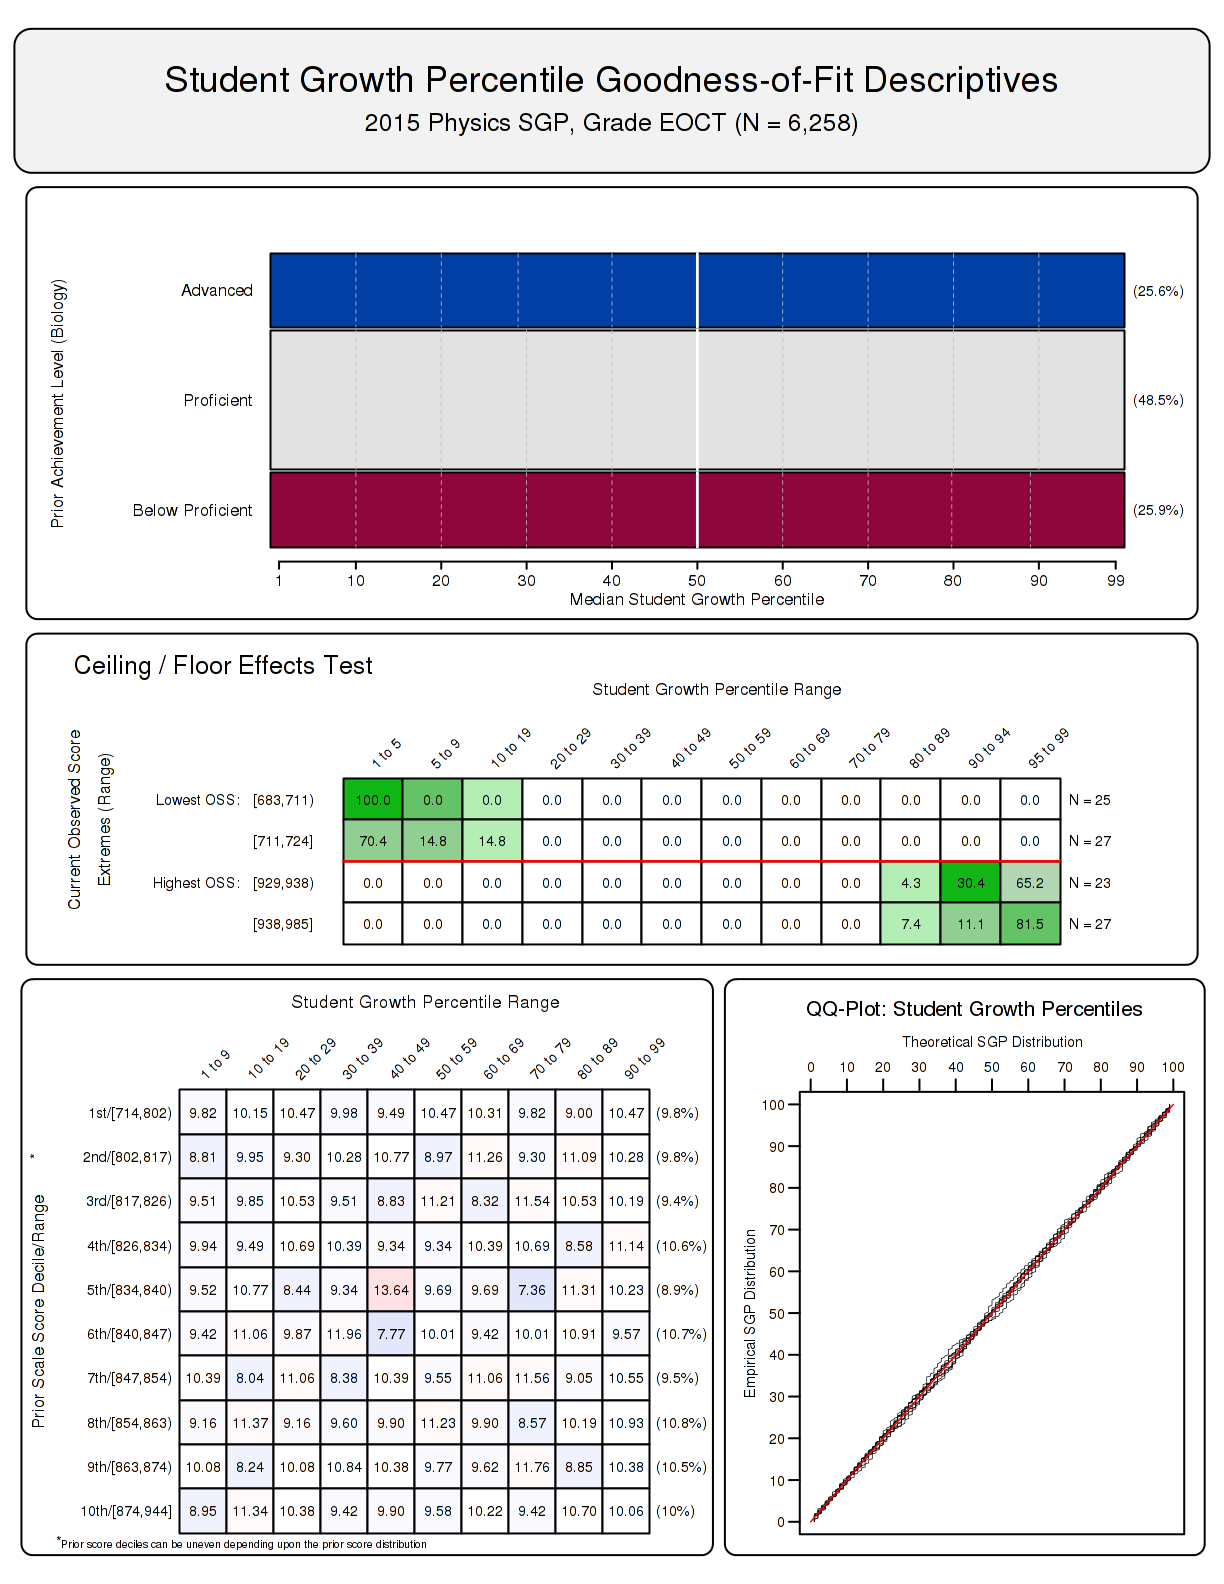 Student Growth Percentile Goodness-of-Fit Descriptives
2015 Physics SGP, Grade EOCT (N = 6,258)
Prior Achievement Level (Biology)
Advanced (25.6%)
Proficient (48.5%)
Below Proficient (25.9%)
1 10 20 30 40 50 60 70 80 90 99
Median Student Growth Percentile
Ceiling / Floor Effects Test
Student Growth Percentile Range
Current Observed Score
Extremes (Range)
1 to 5 5 to 9 10 to 19 20 to 29 30 to 39 40 to 49 50 to 59 60 to 69 70 to 79 80 to 89 90 to 94 95 to 99
Lowest OSS: [683,711) 100.0 0.0 0.0 0.0 0.0 0.0 0.0 0.0 0.0 0.0 0.0 0.0 N = 25
[711,724] 70.4 14.8 14.8 0.0 0.0 0.0 0.0 0.0 0.0 0.0 0.0 0.0 N = 27
Highest OSS: [929,938) 0.0 0.0 0.0 0.0 0.0 0.0 0.0 0.0 0.0 4.3 30.4 65.2 N = 23
[938,985] 0.0 0.0 0.0 0.0 0.0 0.0 0.0 0.0 0.0 7.4 11.1 81.5 N = 27
Student Growth Percentile Range
Prior Scale Score Decile/Range *
1 to 9 10 to 19 20 to 29 30 to 39 40 to 49 50 to 59 60 to 69 70 to 79 80 to 89 90 to 99
1st/[714,802) 9.82 10.15 10.47 9.98 9.49 10.47 10.31 9.82 9.00 10.47 (9.8%)
2nd/[802,817) 8.81 9.95 9.30 10.28 10.77 8.97 11.26 9.30 11.09 10.28 (9.8%)
3rd/[817,826) 9.51 9.85 10.53 9.51 8.83 11.21 8.32 11.54 10.53 10.19 (9.4%)
4th/[826,834) 9.94 9.49 10.69 10.39 9.34 9.34 10.39 10.69 8.58 11.14 (10.6%)
5th/[834,840) 9.52 10.77 8.44 9.34 13.64 9.69 9.69 7.36 11.31 10.23 (8.9%)
6th/[840,847) 9.42 11.06 9.87 11.96 7.77 10.01 9.42 10.01 10.91 9.57 (10.7%)
7th/[847,854) 10.39 8.04 11.06 8.38 10.39 9.55 11.06 11.56 9.05 10.55 (9.5%)
8th/[854,863) 9.16 11.37 9.16 9.60 9.90 11.23 9.90 8.57 10.19 10.93 (10.8%)
9th/[863,874) 10.08 8.24 10.08 10.84 10.38 9.77 9.62 11.76 8.85 10.38 (10.5%)
10th/[874,944] 8.95 11.34 10.38 9.42 9.90 9.58 10.22 9.42 10.70 10.06 (10%)
*Prior score deciles can be uneven depending upon the prior score distribution
QQ-Plot: Student Growth Percentiles
Theoretical SGP Distribution
0 10 20 30 40 50 60 70 80 90 100
Empirical SGP Distribution
100
90
80
70
60
50
40
30
20
10
0